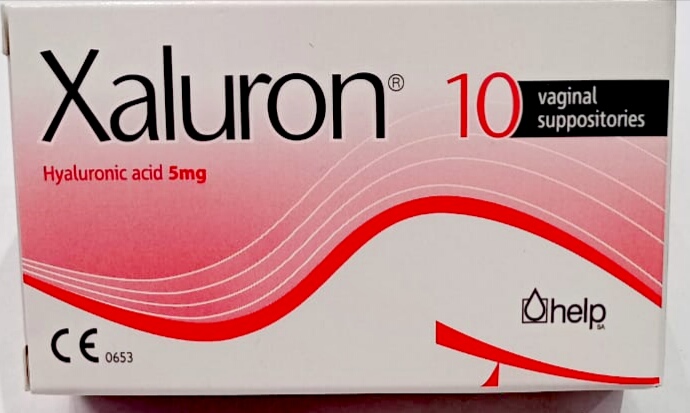 Xaluron®
10 vaginal
suppositories
Hyaluronic acid 5mg
help
SA
CE 0653